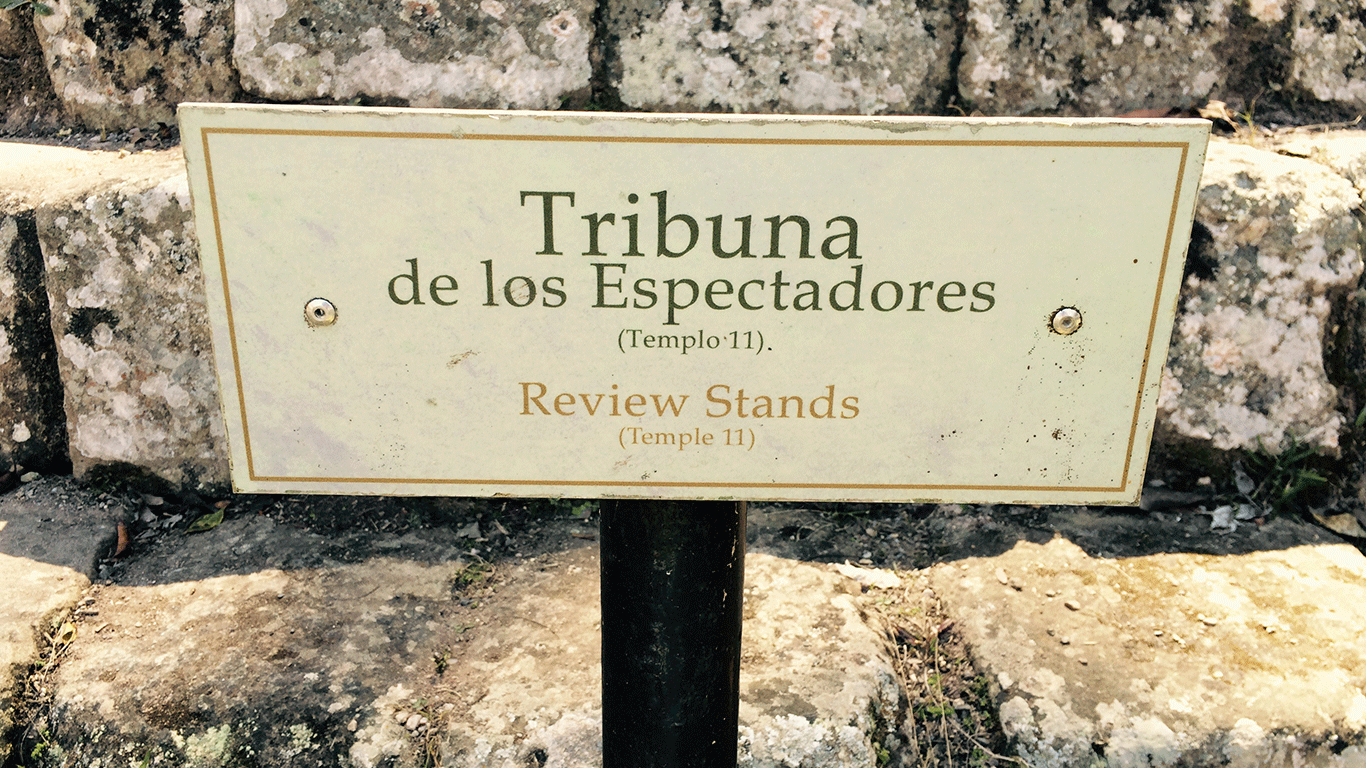 Tribuna
de los Espectadores
(Templo 11).
Review Stands
(Temple 11)